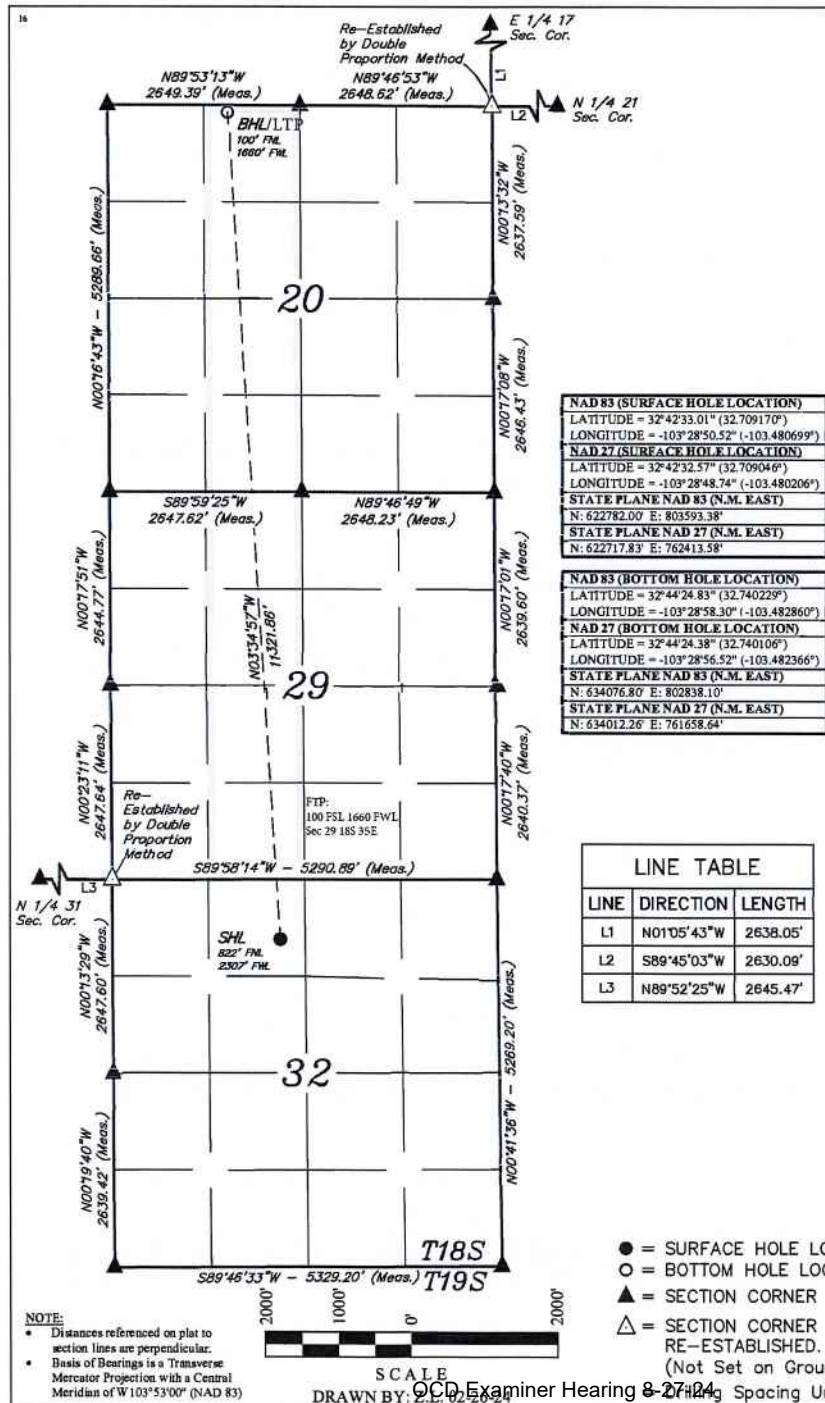 16
Re-Established
by Double
Proportion Method
E 1/4 17
Sec. Cor.
L1
N89°53'13"W
2649.39' (Meas.)
N89°46'53"W
2648.62' (Meas.)
L2
N 1/4 21
Sec. Cor.
BHL/LTP
100' FNL
1660' FWL
N00°13'32"W
2637.59' (Meas.)
N00°16'43"W - 5289.66' (Meas.)
20
N00°17'08"W
2646.43' (Meas.)
S89°59'25"W
2647.62' (Meas.)
N89°46'49"W
2648.23' (Meas.)
NAD 83 (SURFACE HOLE LOCATION)
LATITUDE = 32°42'33.01" (32.709170°)
LONGITUDE = -103°28'50.52" (-103.480699°)
NAD 27 (SURFACE HOLE LOCATION)
LATITUDE = 32°42'32.57" (32.709046°)
LONGITUDE = -103°28'48.74" (-103.480206°)
STATE PLANE NAD 83 (N.M. EAST)
N: 622782.00' E: 803593.38'
STATE PLANE NAD 27 (N.M. EAST)
N: 622717.83' E: 762413.58'
NAD 83 (BOTTOM HOLE LOCATION)
LATITUDE = 32°44'24.83" (32.740229°)
LONGITUDE = -103°28'58.30" (-103.482860°)
NAD 27 (BOTTOM HOLE LOCATION)
LATITUDE = 32°44'24.38" (32.740106°)
LONGITUDE = -103°28'56.52" (-103.482366°)
STATE PLANE NAD 83 (N.M. EAST)
N: 634076.80' E: 802838.10'
STATE PLANE NAD 27 (N.M. EAST)
N: 634012.26' E: 761658.64'
N00°17'51"W
2644.77' (Meas.)
N03°34'57"W
11321.86'
N00°17'01"W
2639.60' (Meas.)
29
N00°23'11"W
2647.64' (Meas.)
Re-
Established
by Double
Proportion
Method
FTP:
100 FSL 1660 FWL
Sec 29 18S 35E
N00°17'40"W
2640.37' (Meas.)
S89°58'14"W - 5290.89' (Meas.)
L3
N 1/4 31
Sec. Cor.
SHL
822' FNL
2307' FWL
N00°13'29"W
2647.60' (Meas.)
N00°41'36"W - 5269.20' (Meas.)
32
N00°19'40"W
2639.42' (Meas.)
LINE TABLE
LINE DIRECTION LENGTH
L1 N01°05'43"W 2638.05'
L2 S89°45'03"W 2630.09'
L3 N89°52'25"W 2645.47'
T18S
S89°46'33"W - 5329.20' (Meas.) T19S
● = SURFACE HOLE LO
○ = BOTTOM HOLE LOC
▲ = SECTION CORNER
△ = SECTION CORNER
RE-ESTABLISHED.
(Not Set on Grou
= Drilling Spacing Un
NOTE:
• Distances referenced on plat to
section lines are perpendicular.
• Basis of Bearings is a Transverse
Mercator Projection with a Central
Meridian of W103°53'00" (NAD 83)
2000' 1000' 0' 2000'
SCALE
DRAWN BY: Z.L. 02-26-24
OCD Examiner Hearing 8-27-24